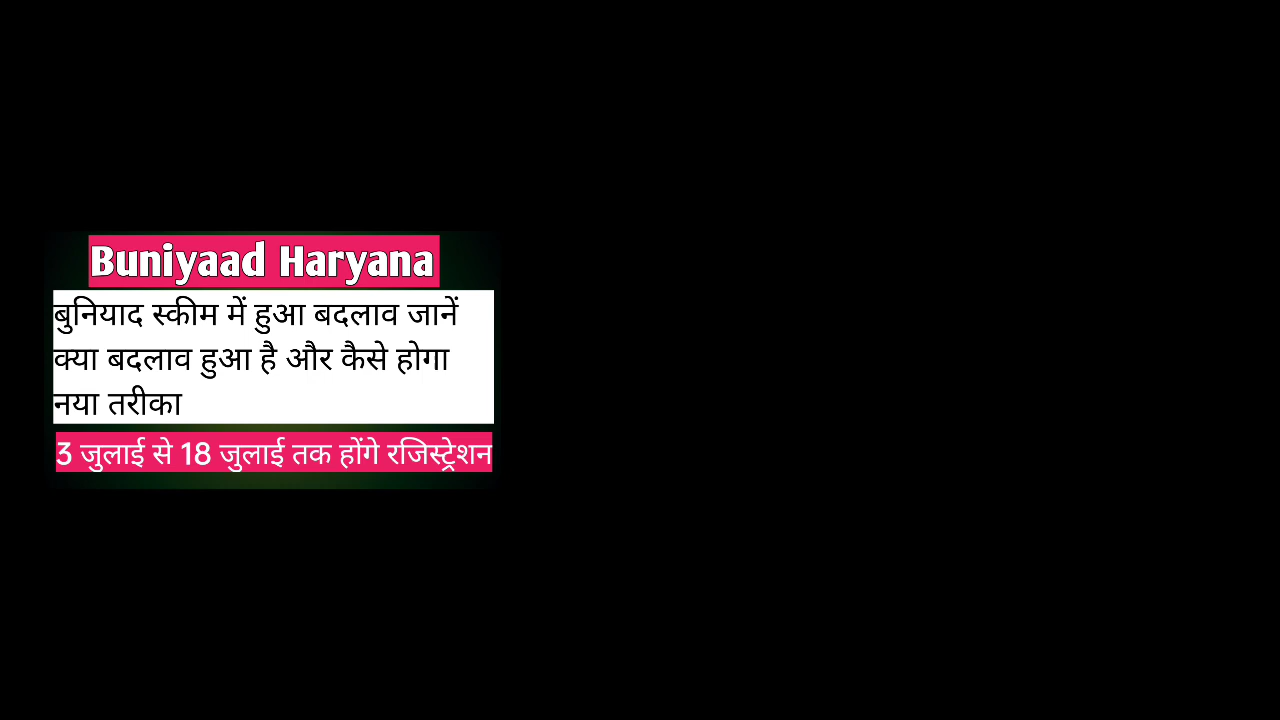 Buniyaad Haryana
बुनियाद स्कीम में हुआ बदलाव जानें
क्या बदलाव हुआ है और कैसे होगा
नया तरीका
3 जुलाई से 18 जुलाई तक होंगे रजिस्ट्रेशन